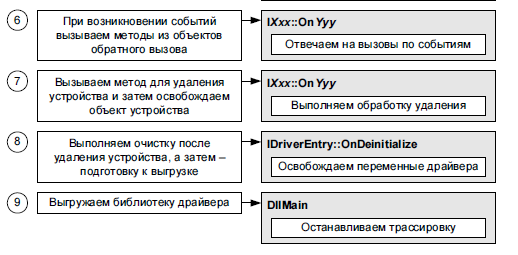 6
При возникновении событий
вызываем методы из объектов
обратного вызова
IXxx::OnYyy
Отвечаем на вызовы по событиям
7
Вызываем метод для удаления
устройства и затем освобождаем
объект устройства
IXxx::OnYyy
Выполняем обработку удаления
8
Выполняем очистку после
удаления устройства, а затем –
подготовку к выгрузке
IDriverEntry::OnDeinitialize
Освобождаем переменные драйвера
9
Выгружаем библиотеку драйвера
DllMain
Останавливаем трассировку